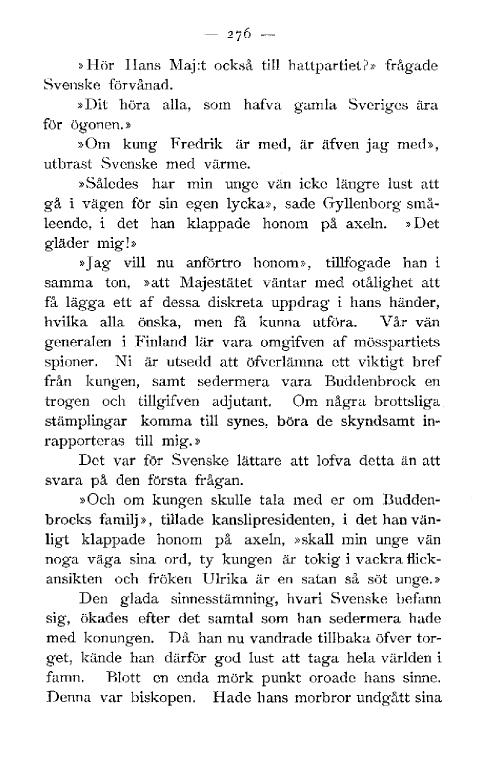 — 276 —
»Hör Hans Maj:t också till hattpartiet?» frågade
Svenske förvånad.
»Dit höra alla, som hafva gamla Sveriges ära
för ögonen.»
»Om kung Fredrik är med, är äfven jag med»,
utbrast Svenske med värme.
»Således har min unge vän icke längre lust att
gå i vägen för sin egen lycka», sade Gyllenborg små-
leende, i det han klappade honom på axeln. »Det
gläder mig!»
»Jag vill nu anförtro honom», tillfogade han i
samma ton, »att Majestätet väntar med otålighet att
få lägga ett af dessa diskreta uppdrag i hans händer,
hvilka alla önska, men få kunna utföra. Vår vän
generalen i Finland lär vara omgifven af mösspartiets
spioner. Ni är utsedd att öfverlämna ett viktigt bref
från kungen, samt sedermera vara Buddenbrock en
trogen och tillgifven adjutant. Om några brottsliga
stämplingar komma till synes, böra de skyndsamt in-
rapporteras till mig.»
Det var för Svenske lättare att lofva detta än att
svara på den första frågan.
»Och om kungen skulle tala med er om Budden-
brocks familj», tillade kanslipresidenten, i det han vän-
ligt klappade honom på axeln, »skall min unge vän
noga väga sina ord, ty kungen är tokig i vackra flick-
ansikten och fröken Ulrika är en satan så söt unge.»
Den glada sinnesstämning, hvari Svenske befann
sig, ökades efter det samtal som han sedermera hade
med konungen. Då han nu vandrade tillbaka öfver tor-
get, kände han därför god lust att taga hela världen i
famn. Blott en enda mörk punkt oroade hans sinne.
Denna var biskopen. Hade hans morbror undgått sina